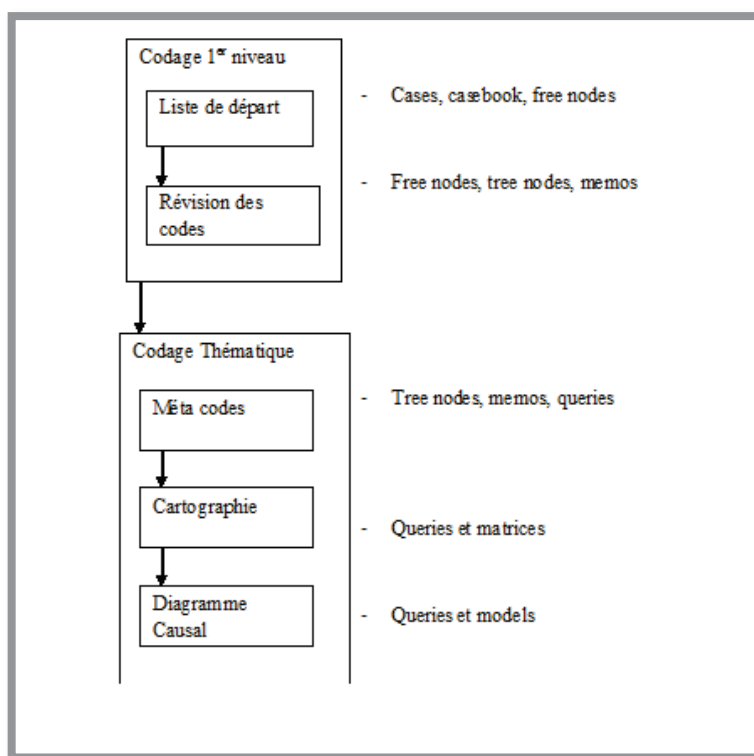 Codage 1er niveau
Liste de départ
- Cases, casebook, free nodes
Révision des
codes
- Free nodes, tree nodes, memos
Codage Thématique
Méta codes
- Tree nodes, memos, queries
Cartographie
- Queries et matrices
Diagramme
Causal
- Queries et models